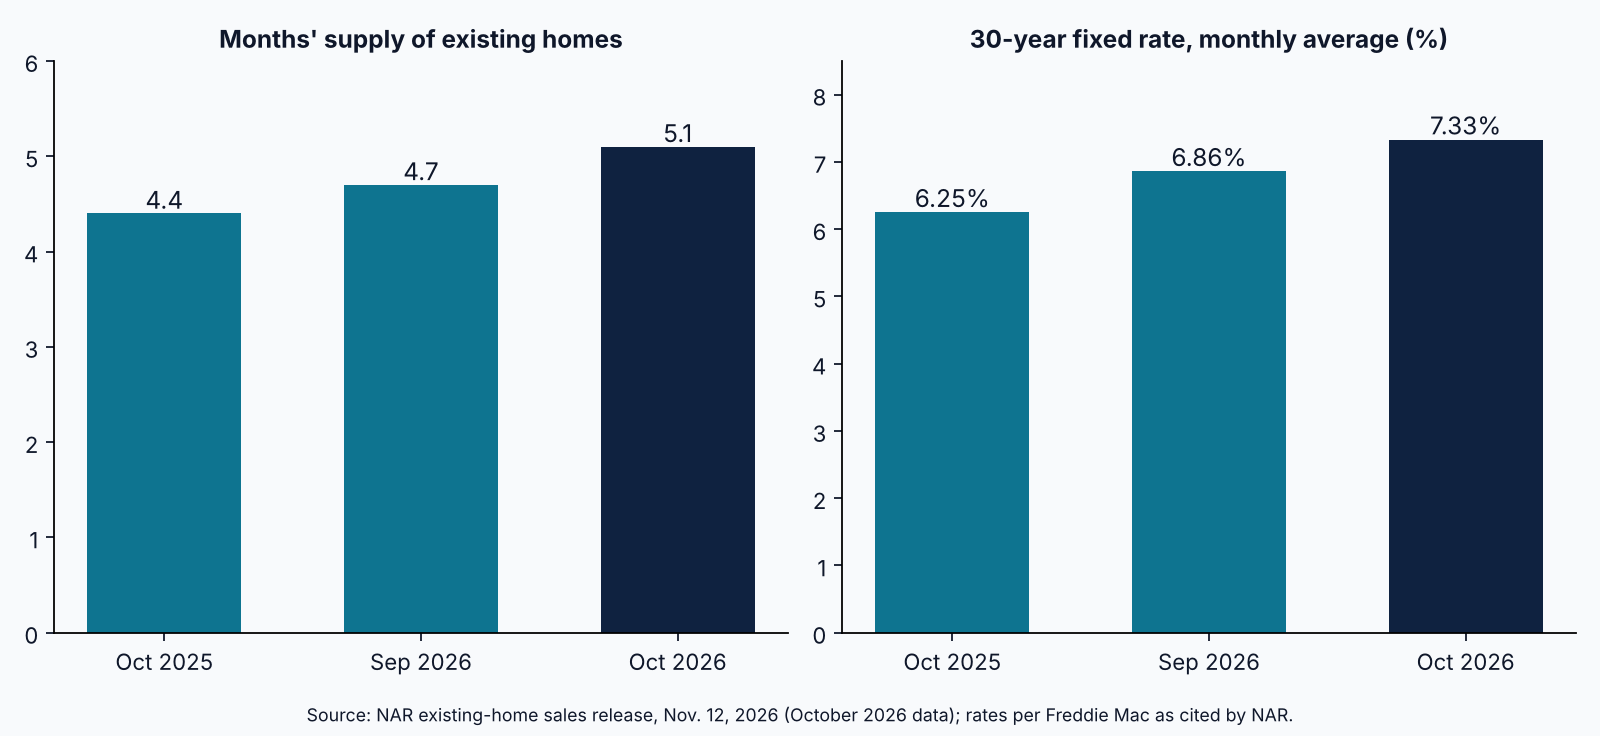 Months' supply of existing homes
6
5
4
3
2
1
0
4.4
4.7
5.1
Oct 2025
Sep 2026
Oct 2026
30-year fixed rate, monthly average (%)
8
7
6
5
4
3
2
1
0
6.25%
6.86%
7.33%
Oct 2025
Sep 2026
Oct 2026
Source: NAR existing-home sales release, Nov. 12, 2026 (October 2026 data); rates per Freddie Mac as cited by NAR.